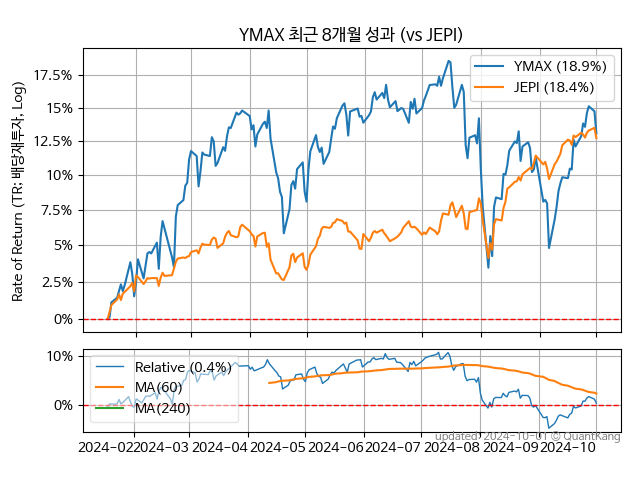 YMAX 최근 8개월 성과 (vs JEPI)
Rate of Return (TR: 배당재투자, Log)
17.5%
15%
12.5%
10%
7.5%
5%
2.5%
0%
YMAX (18.9%)
JEPI (18.4%)
10%
0%
Relative (0.4%)
MA(60)
MA(240)
2024-02
2024-03
2024-04
2024-05
2024-06
2024-07
2024-08
2024-09
2024-10
updated: 2024-10-01 © QuantKang